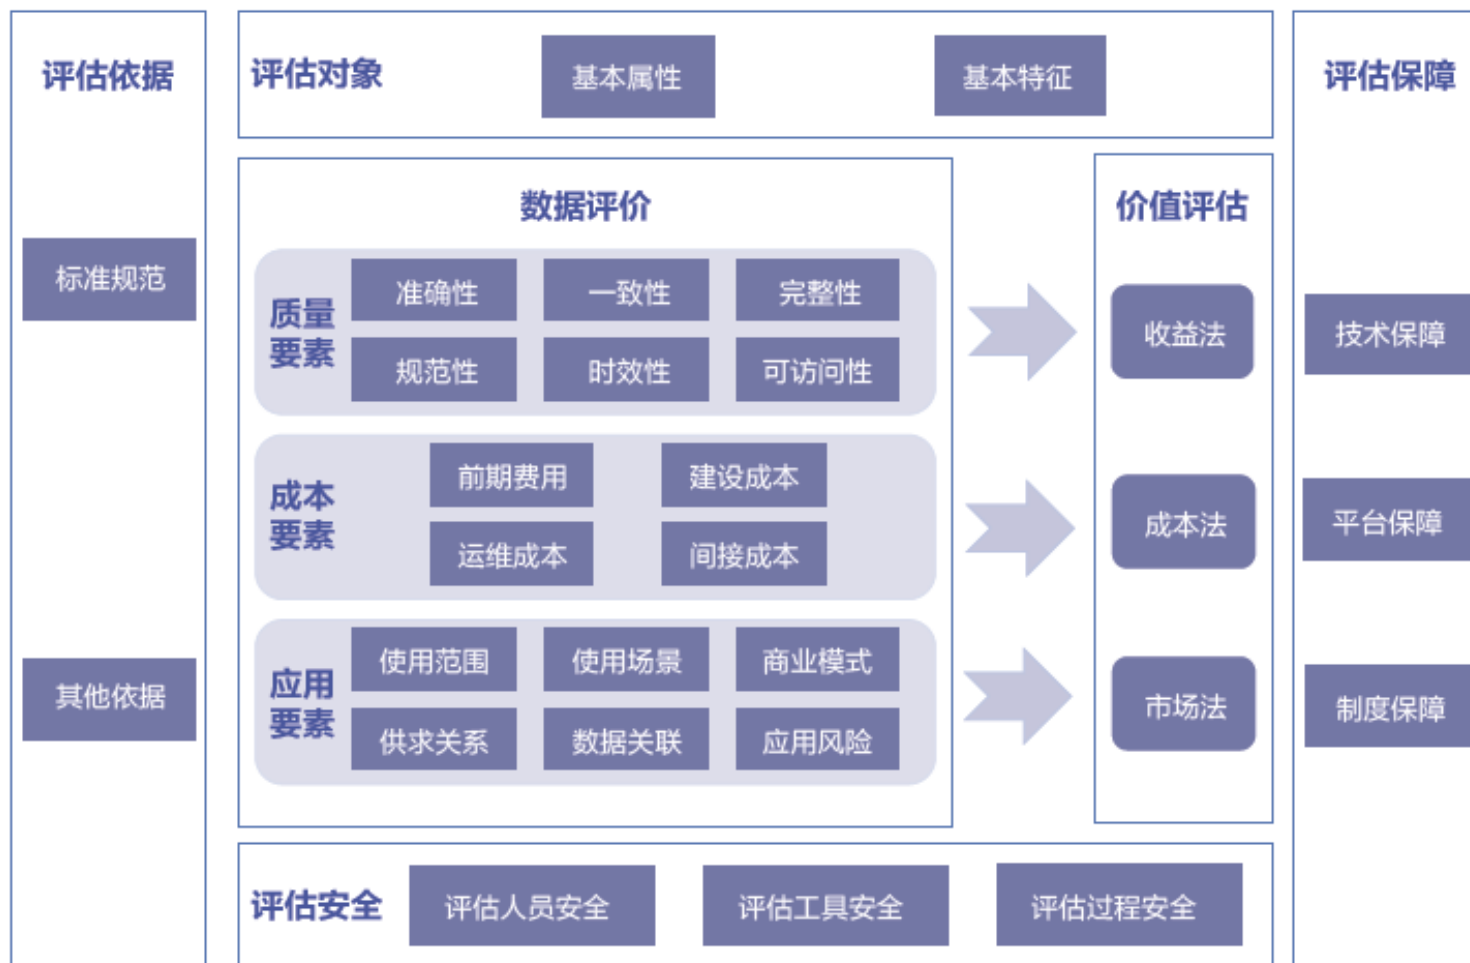 评估依据
标准规范
其他依据
评估对象
基本属性
基本特征
数据评价
质量
要素
准确性
一致性
完整性
规范性
时效性
可访问性
成本
要素
前期费用
建设成本
运维成本
间接成本
应用
要素
使用范围
使用场景
商业模式
供求关系
数据关联
应用风险
价值评估
收益法
成本法
市场法
评估安全
评估人员安全
评估工具安全
评估过程安全
评估保障
技术保障
平台保障
制度保障